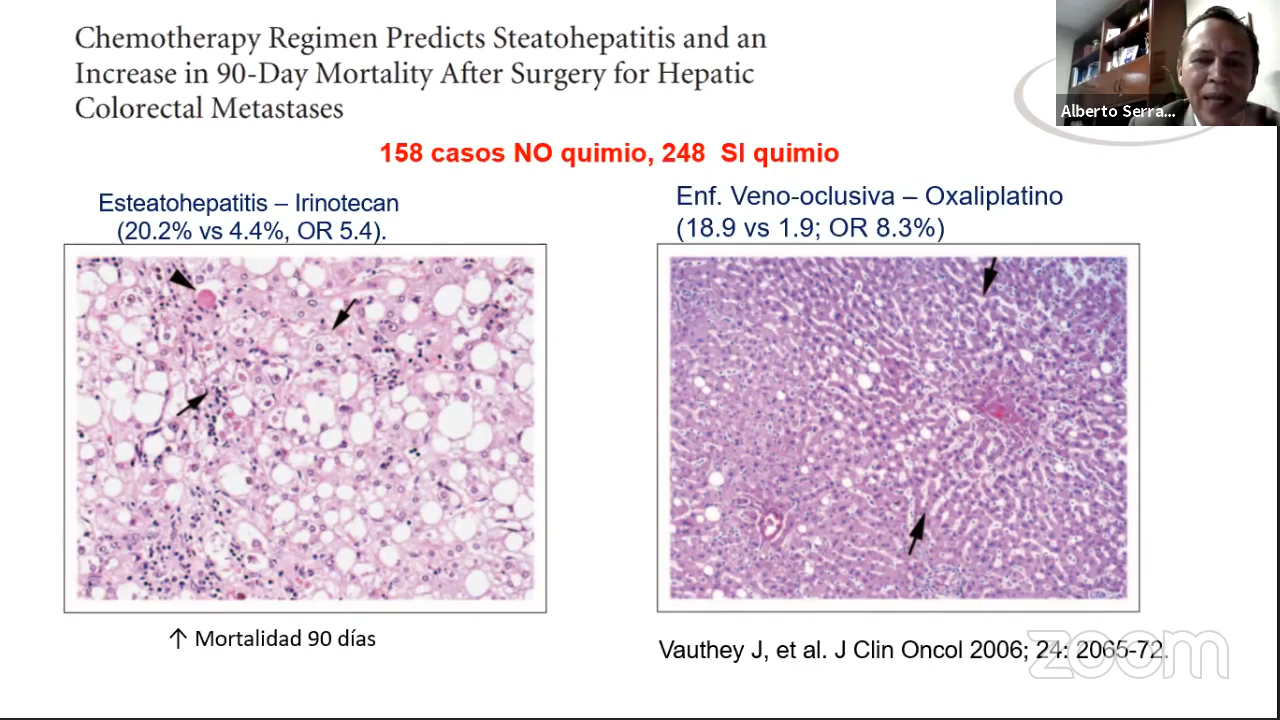 Chemotherapy Regimen Predicts Steatohepatitis and an
Increase in 90-Day Mortality After Surgery for Hepatic
Colorectal Metastases
Alberto Serra...
158 casos NO quimio, 248 SI quimio
Esteatohepatitis – Irinotecan
(20.2% vs 4.4%, OR 5.4).
Enf. Veno-oclusiva – Oxaliplatino
(18.9 vs 1.9; OR 8.3%)
↑ Mortalidad 90 días
Vauthey J, et al. J Clin Oncol 2006; 24: 2065-72.
zoom